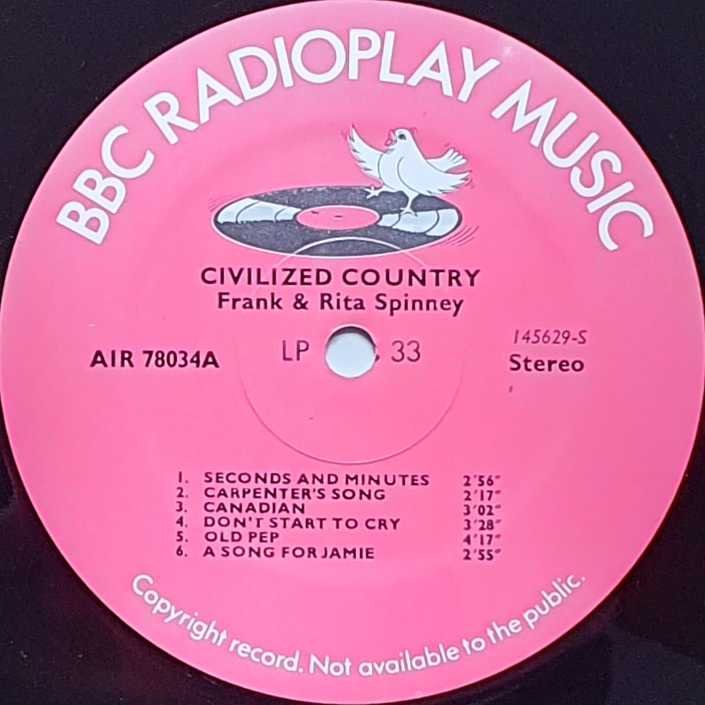 BBC RADIOPLAY MUSIC
CIVILIZED COUNTRY
Frank & Rita Spinney
AIR 78034A
LP 33
145629-S
Stereo
1. SECONDS AND MINUTES 2'56"
2. CARPENTER'S SONG 2'17"
3. CANADIAN 3'02"
4. DON'T START TO CRY 3'28"
5. OLD PEP 4'17"
6. A SONG FOR JAMIE 2'55"
Copyright record. Not available to the public.